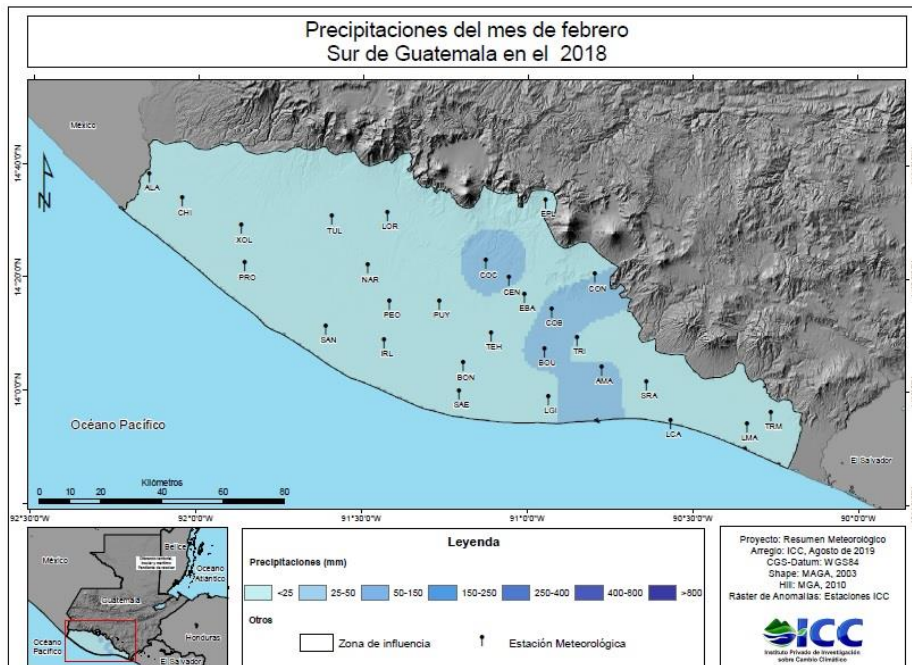 Precipitaciones del mes de febrero
Sur de Guatemala en el 2018
México
14°40'0"N
14°20'0"N
14°0'0"N
N
ALA
CHI
XOL
PRO
TUL
LOR
NAR
PEO
PUY
SAN
IRL
BON
SAE
COC
CEN
EBA
TEH
EPL
CON
COB
BOU
TRI
LGI
AMA
SRA
LCA
LMA
TRM
Océano Pacífico
El Salvador
Kilómetros
0 10 20 40 60 80
92°30'0"W 92°0'0"W 91°30'0"W 91°0'0"W 90°30'0"W 90°0'0"W
México
Belice
Océano
Atlántico
Guatemala
Honduras
Océano
Pacífico
El Salvador
Leyenda
Precipitaciones (mm)
<25 25-50 50-150 150-250 250-400 400-800 >800
Otros
Zona de influencia
Estación Meteorológica
Proyecto: Resumen Meteorológico
Arreglo: ICC, Agosto de 2019
CGS-Datum: WGS84
Shape: MAGA, 2003
Hill: MGA, 2010
Ráster de Anomalías: Estaciones ICC
ICC
Instituto Privado de Investigación
sobre Cambio Climático